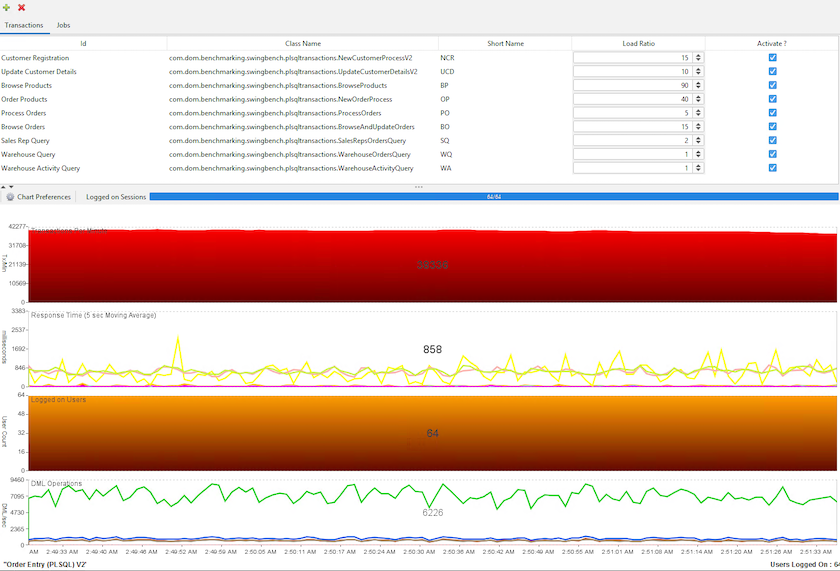 Transactions Jobs
Id Class Name Short Name Load Ratio Activate ?
Customer Registration com.dom.benchmarking.swingbench.plsqltransactions.NewCustomerProcessV2 NCR 15
Update Customer Details com.dom.benchmarking.swingbench.plsqltransactions.UpdateCustomerDetailsV2 UCD 10
Browse Products com.dom.benchmarking.swingbench.plsqltransactions.BrowseProducts BP 90
Order Products com.dom.benchmarking.swingbench.plsqltransactions.NewOrderProcess OP 40
Process Orders com.dom.benchmarking.swingbench.plsqltransactions.ProcessOrders PO 5
Browse Orders com.dom.benchmarking.swingbench.plsqltransactions.BrowseAndUpdateOrders BO 15
Sales Rep Query com.dom.benchmarking.swingbench.plsqltransactions.SalesRepsOrdersQuery SQ 2
Warehouse Query com.dom.benchmarking.swingbench.plsqltransactions.WarehouseOrdersQuery WQ 1
Warehouse Activity Query com.dom.benchmarking.swingbench.plsqltransactions.WarehouseActivityQuery WA 1
Chart Preferences Logged on Sessions 64/64
42277
31708
21139
10569
0
Tx/Min
3383
Response Time (5 sec Moving Average)
2537
1692
846
0
milliseconds
858
64
Logged on Users
48
32
16
0
User Count
64
9460
DML Operations
7095
4730
2365
0
6226
AM 2:49:33 AM 2:49:40 AM 2:49:46 AM 2:49:52 AM 2:49:59 AM 2:50:05 AM 2:50:11 AM 2:50:17 AM 2:50:24 AM 2:50:30 AM 2:50:36 AM 2:50:42 AM 2:50:49 AM 2:50:55 AM 2:51:01 AM 2:51:08 AM 2:51:14 AM 2:51:20 AM 2:51:26 AM 2:51:33 AM
"Order Entry (PLSQL) V2" Users Logged On :